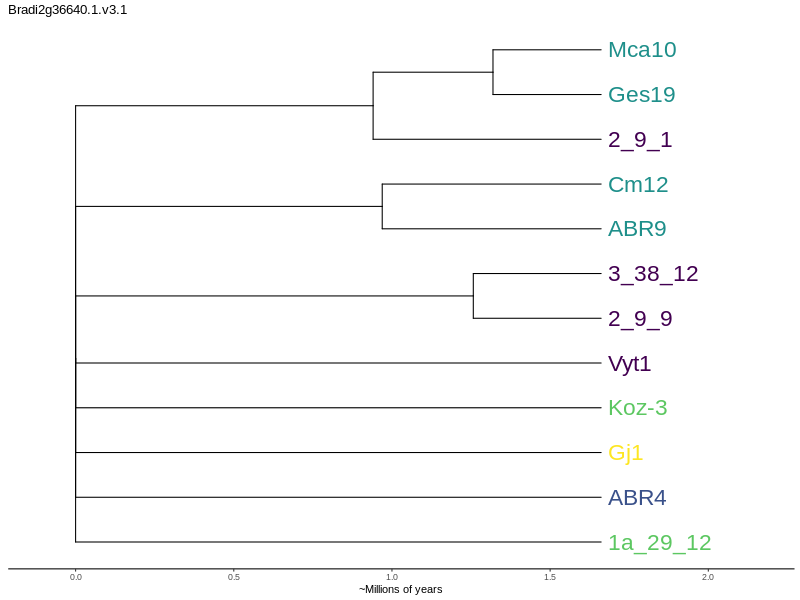 Bradi2g36640.1.v3.1
Mca10
Ges19
2_9_1
Cm12
ABR9
3_38_12
2_9_9
Vyt1
Koz-3
Gj1
ABR4
1a_29_12
0.0 0.5 1.0 1.5 2.0
~Millions of years